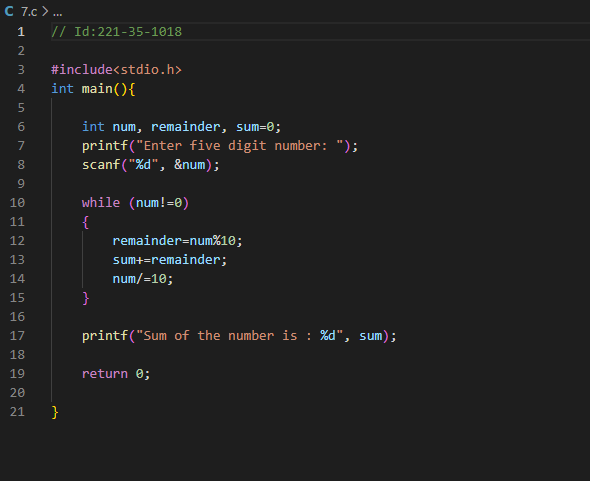 C 7.c > ...
1 // Id:221-35-1018
2
3 #include<stdio.h>
4 int main(){
5
6 int num, remainder, sum=0;
7 printf("Enter five digit number: ");
8 scanf("%d", &num);
9
10 while (num!=0)
11 {
12 remainder=num%10;
13 sum+=remainder;
14 num/=10;
15 }
16
17 printf("Sum of the number is : %d", sum);
18
19 return 0;
20
21 }